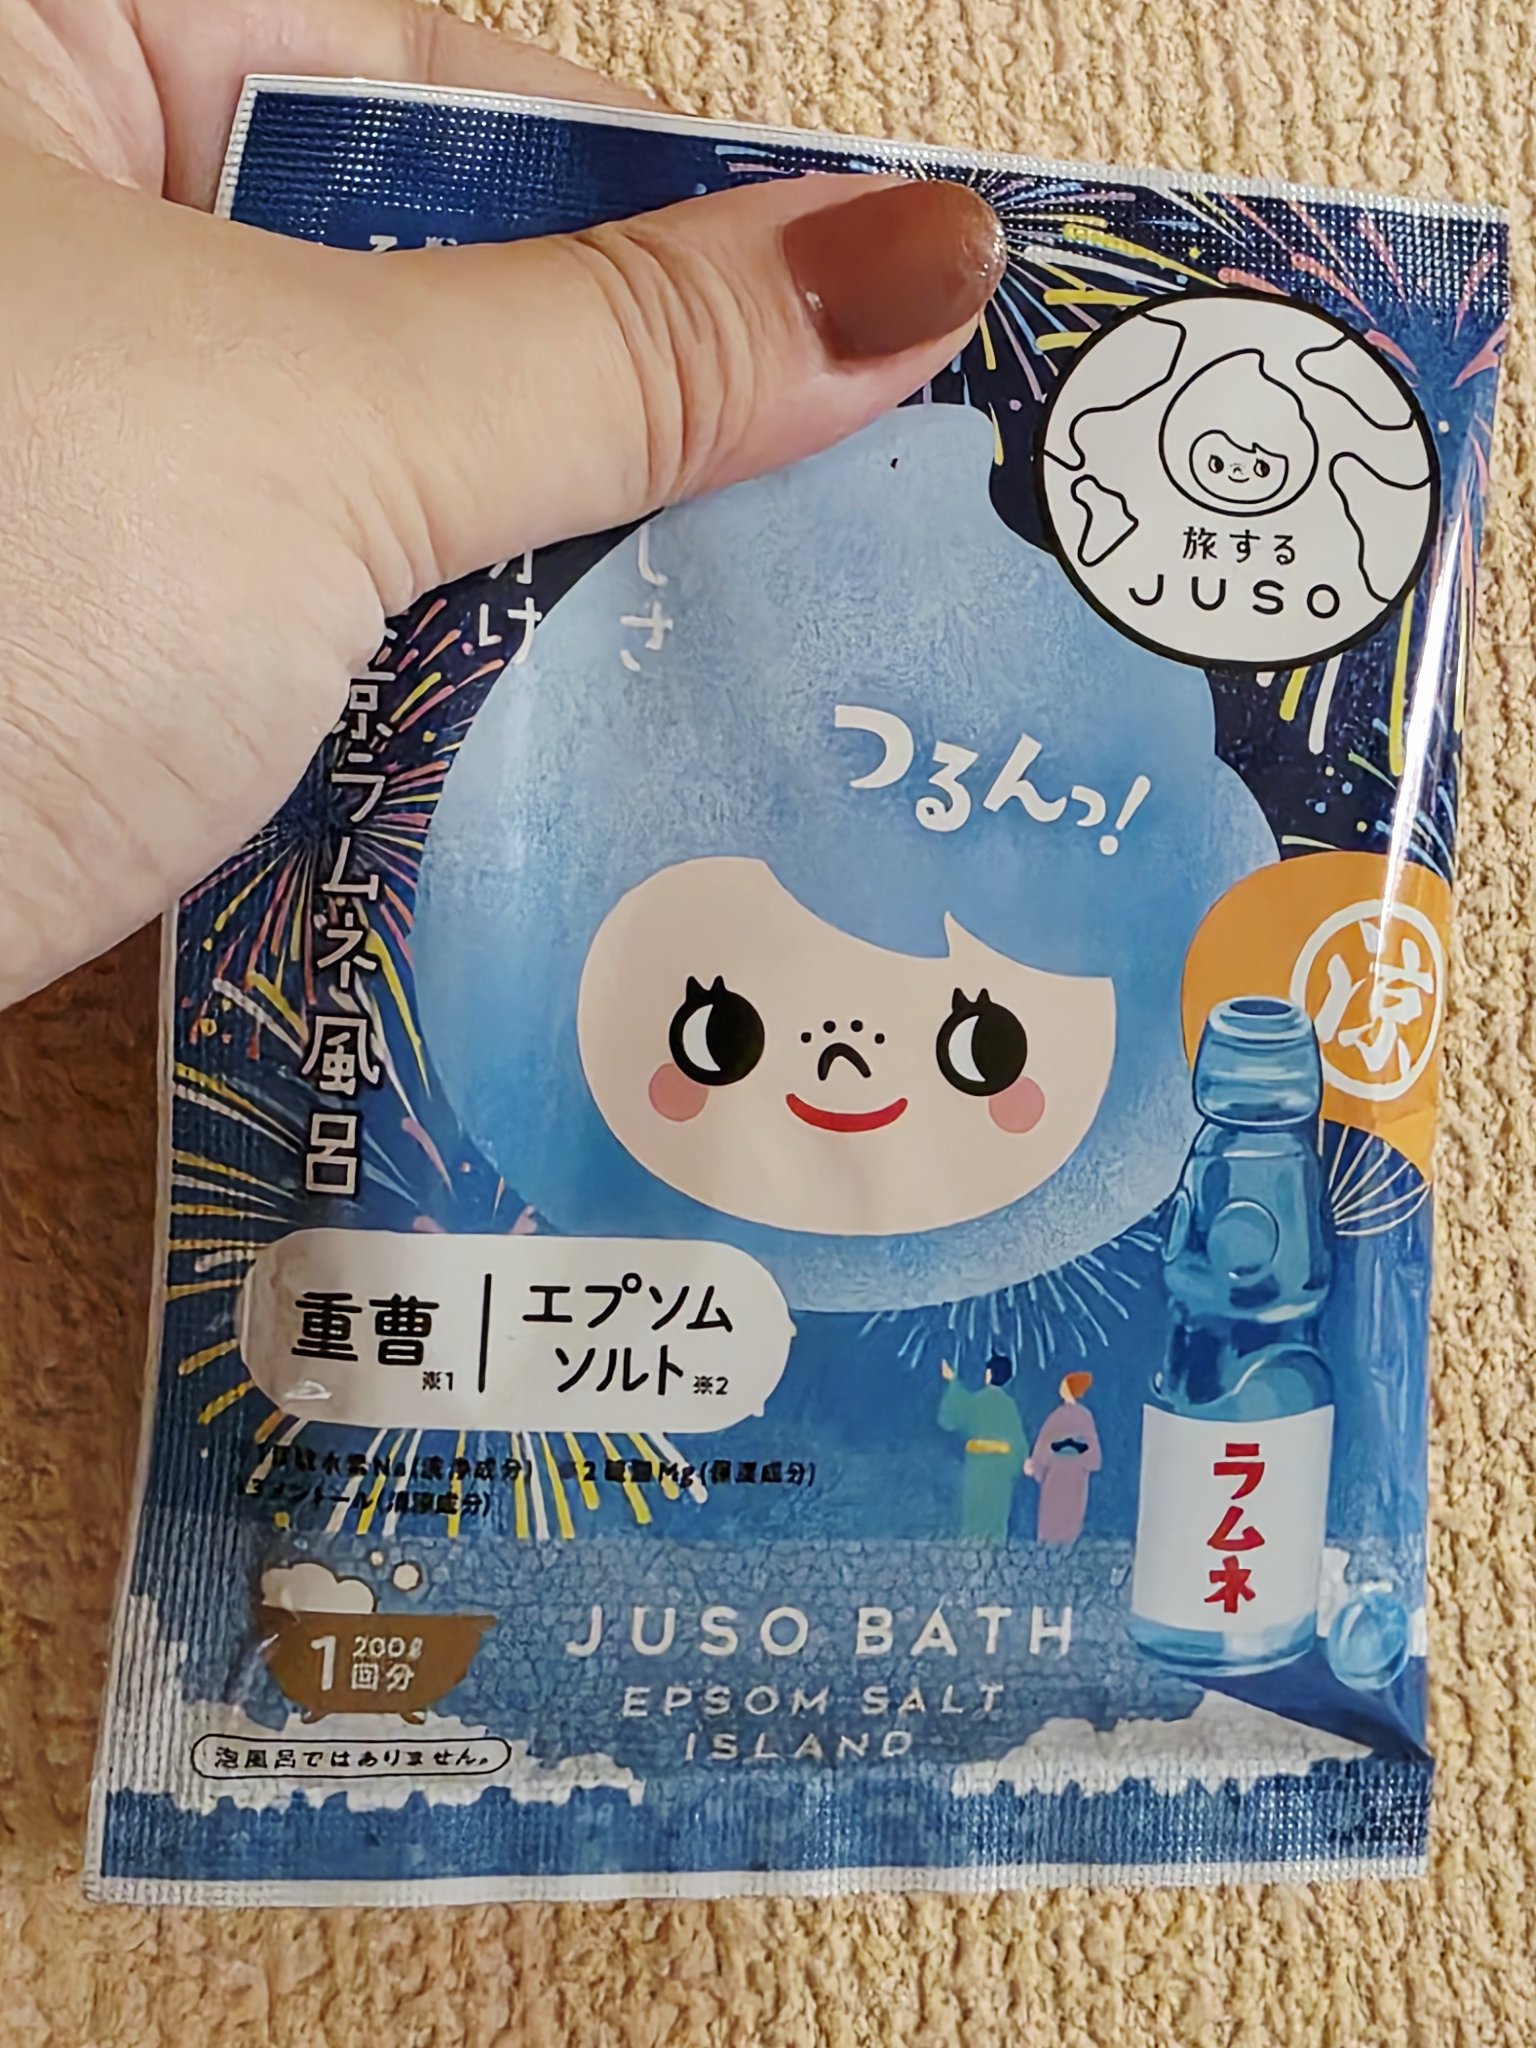 旅する
JUSO
つるんっ!
しさ
け
ラムネ風呂
涼
重曹※1
エプソム
ソルト※2
ラムネ
1回分
200ℓ
泡風呂ではありません。
JUSO BATH
EPSOM SALT
ISLAND